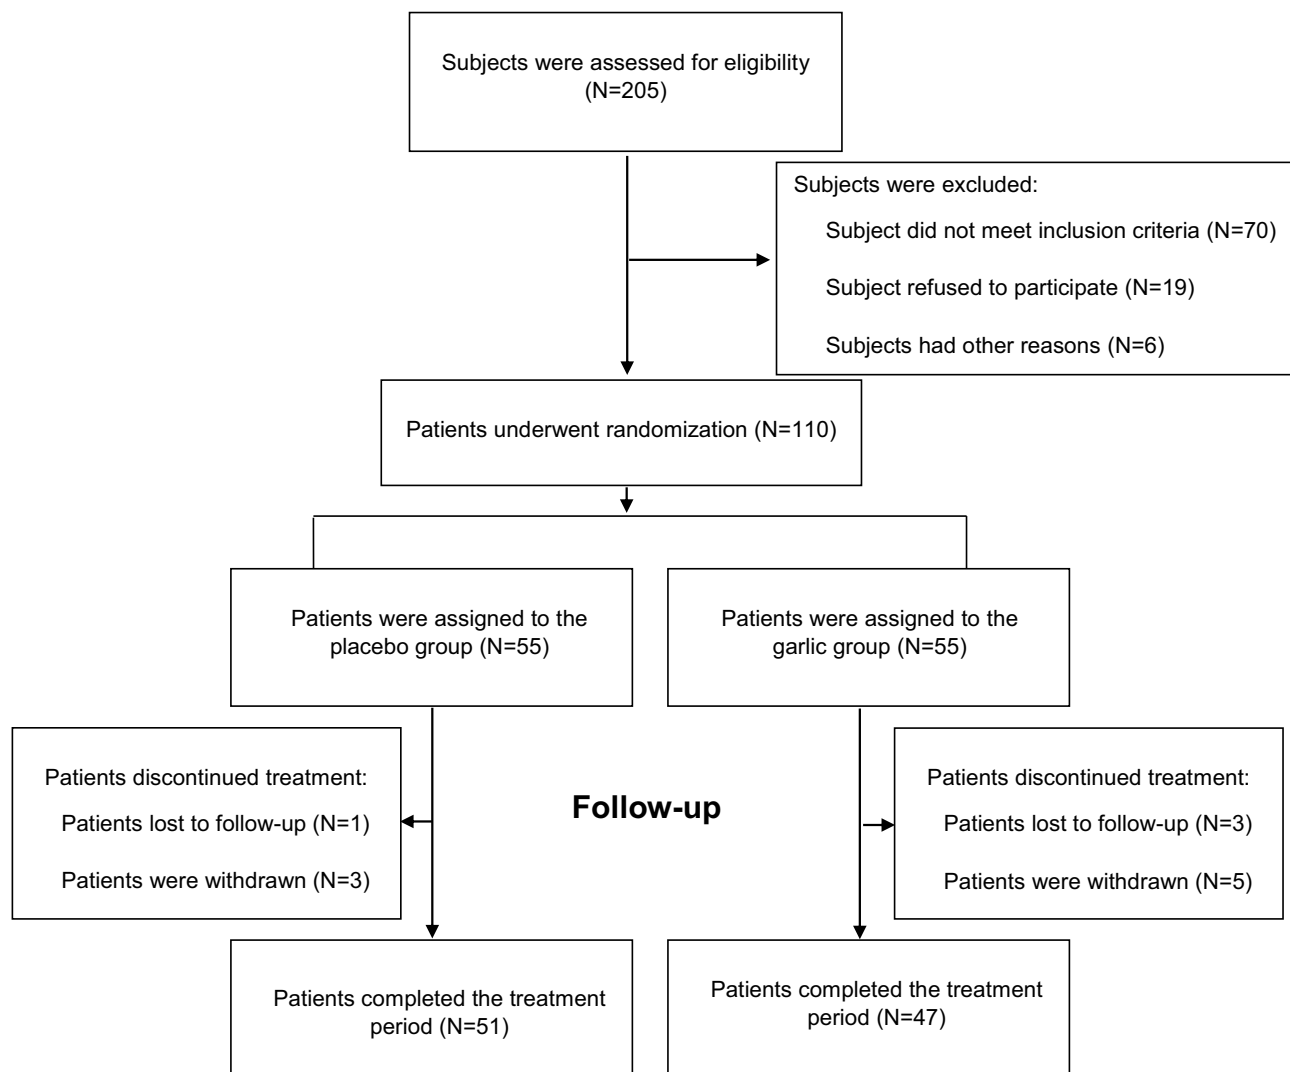 Subjects were assessed for eligibility
(N=205)
Subjects were excluded:
Subject did not meet inclusion criteria (N=70)
Subject refused to participate (N=19)
Subjects had other reasons (N=6)
Patients underwent randomization (N=110)
Patients were assigned to the
placebo group (N=55)
Patients were assigned to the
garlic group (N=55)
Patients discontinued treatment:
Patients lost to follow-up (N=1)
Patients were withdrawn (N=3)
Follow-up
Patients discontinued treatment:
Patients lost to follow-up (N=3)
Patients were withdrawn (N=5)
Patients completed the treatment
period (N=51)
Patients completed the treatment
period (N=47)